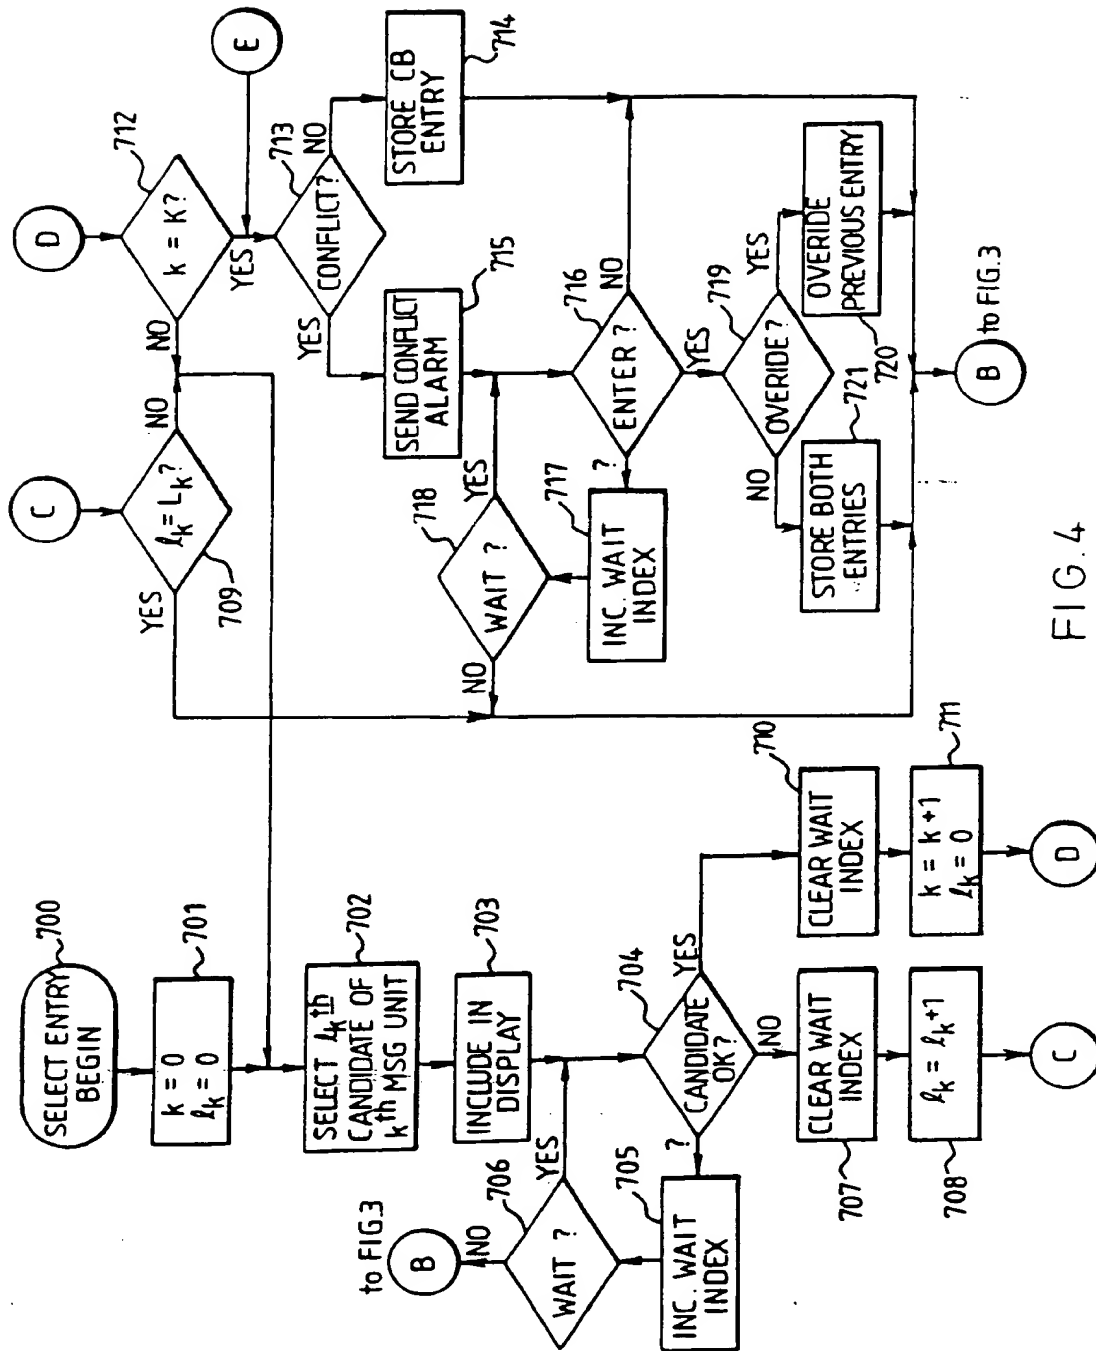 SELECT ENTRY
BEGIN
700
k = 0
ℓk = 0
701
SELECT ℓk th
CANDIDATE OF
kth MSG UNIT
702
INCLUDE IN
DISPLAY
703
CANDIDATE
OK?
704
YES
NO
?
INC. WAIT
INDEX
705
WAIT ?
706
YES
NO
B
to FIG.3
CLEAR WAIT
INDEX
707
ℓk = ℓk+1
708
C
CLEAR WAIT
INDEX
710
k = k+1
ℓk = 0
711
D
C
ℓk = Lk?
709
YES
NO
D
k = K?
712
NO
YES
E
CONFLICT?
713
YES
NO
STORE CB
ENTRY
714
SEND CONFLICT
ALARM
715
ENTER ?
716
NO
YES
?
INC. WAIT
INDEX
717
WAIT ?
718
YES
NO
OVERRIDE?
719
YES
NO
OVERRIDE
PREVIOUS ENTRY
720
STORE BOTH
ENTRIES
721
B
to FIG.3
FIG.4